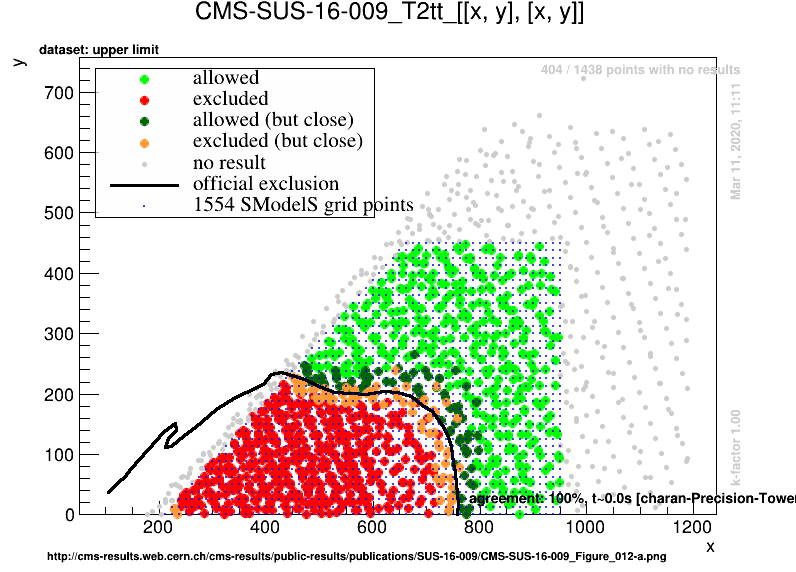 CMS-SUS-16-009_T2tt_[[x, y], [x, y]]
dataset: upper limit
y
404 / 1438 points with no results
allowed
excluded
allowed (but close)
excluded (but close)
no result
official exclusion
1554 SModelS grid points
Mar 11, 2020, 11:11
k-factor 1.00
700
600
500
400
300
200
100
0
agreement: 100%, t~0.0s [charan-Precision-Tower
200
400
600
800
1000
1200
x
http://cms-results.web.cern.ch/cms-results/public-results/publications/SUS-16-009/CMS-SUS-16-009_Figure_012-a.png